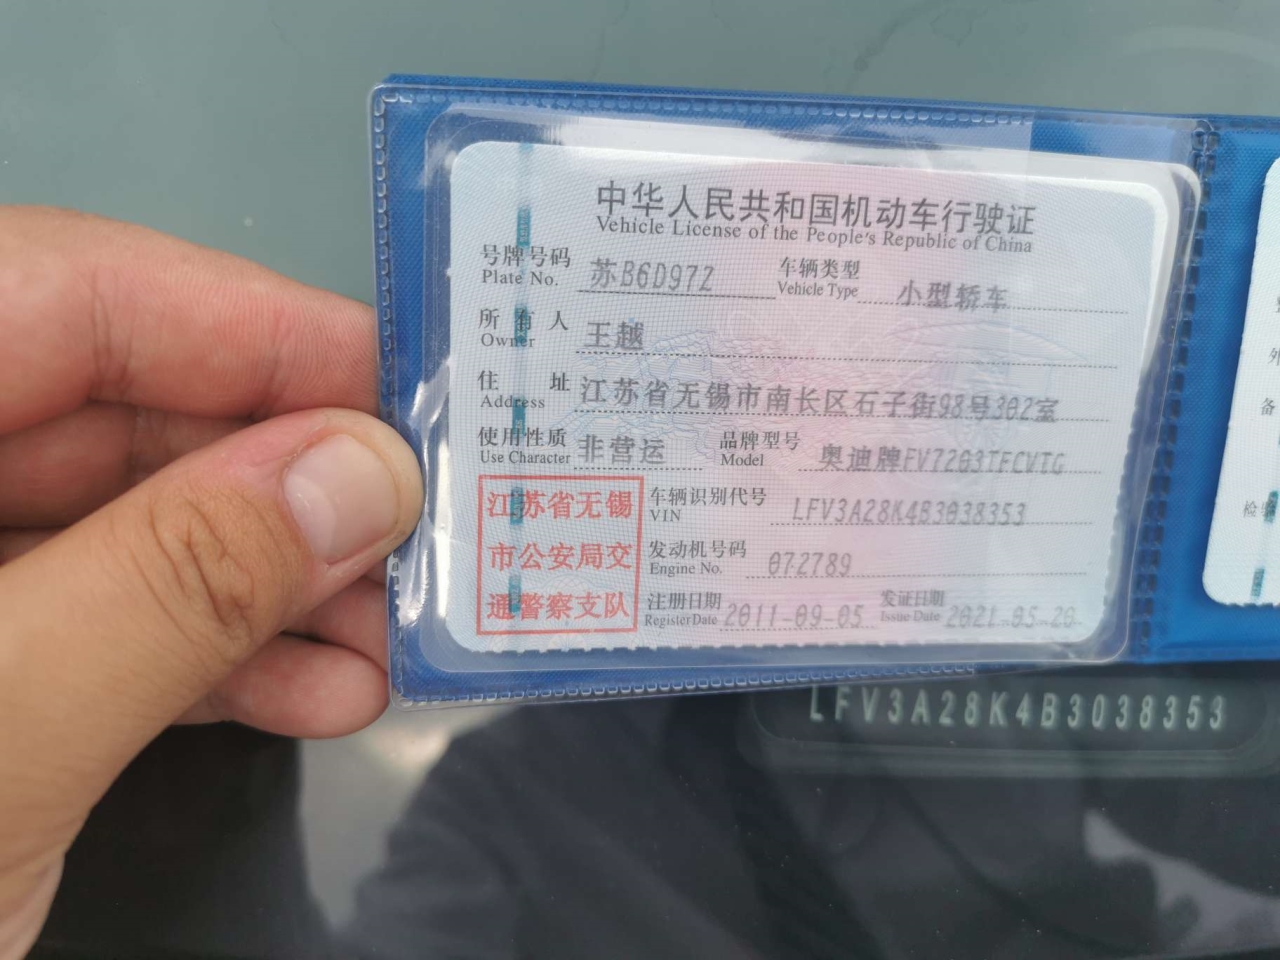 中华人民共和国机动车行驶证
Vehicle License of the People's Republic of China
号牌号码 苏B6D97Z 车辆类型 小型轿车
Plate No. Vehicle Type
所有人 王越
Owner
住址 江苏省无锡市南长区石子街98号302室
Address
使用性质 非营运 品牌型号 奥迪牌FV7203TFCVTG
Use Character Model
江苏省无锡
市公安局交
通警察支队
车辆识别代号 LFV3A28K4B3038353
VIN
发动机号码 072789
Engine No.
注册日期 2011-09-05 发证日期 2021-05-20
Register Date Issue Date
外
备
检验
LFV3A28K4B3038353